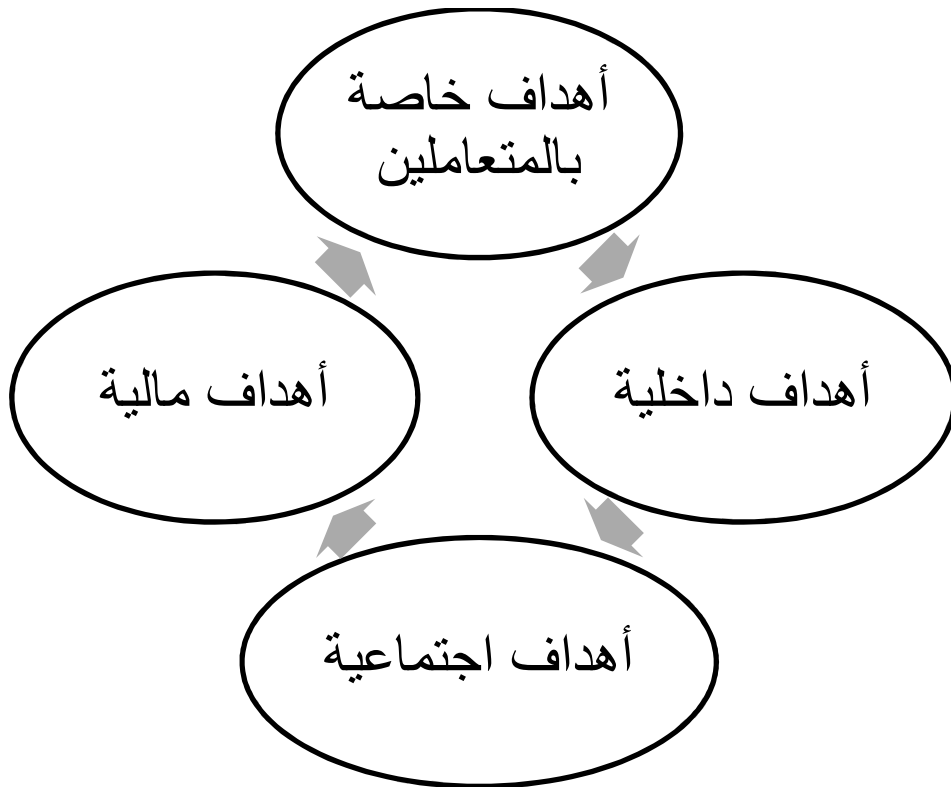 أهداف خاصة
بالمتعاملين
أهداف داخلية
أهداف مالية
أهداف اجتماعية